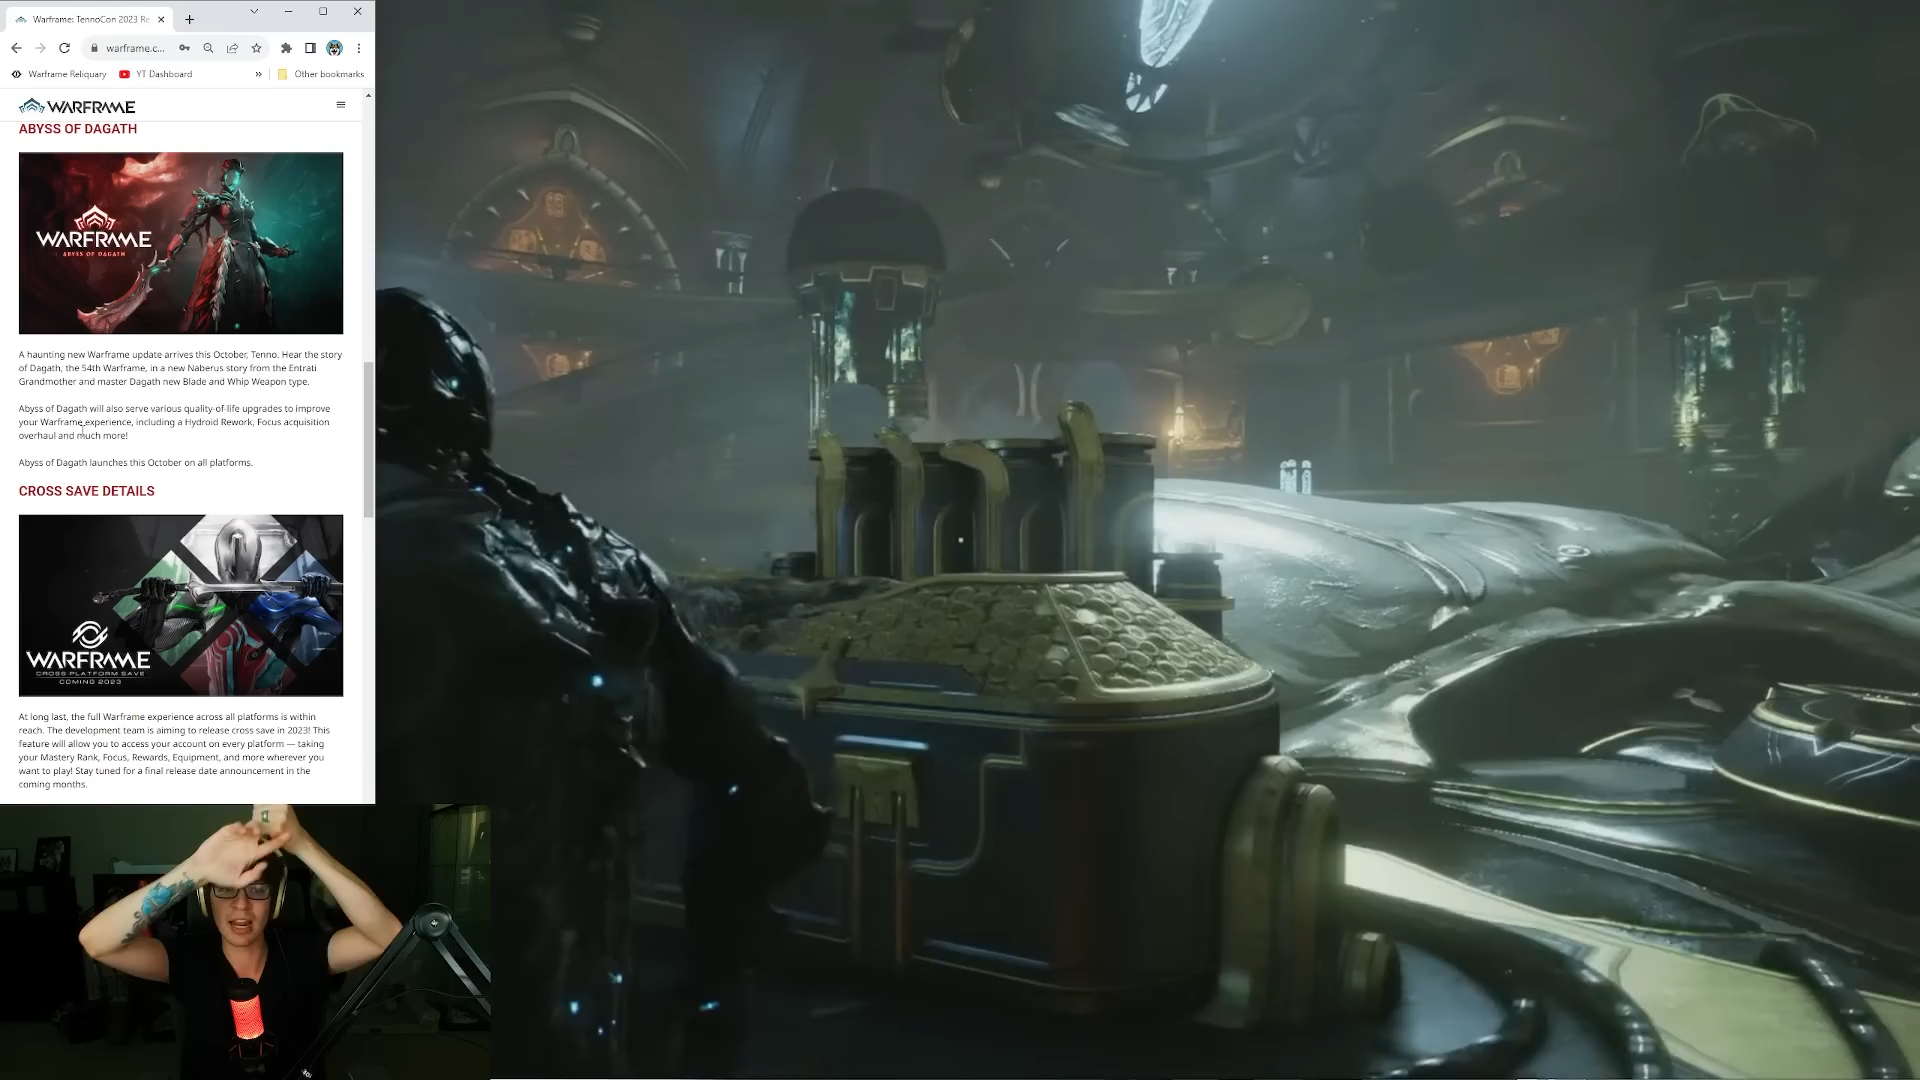 Warframe: TennoCon 2023 Re
warframe.c...
Warframe Reliquary
YT Dashboard
»
Other bookmarks
WARFRAME
ABYSS OF DAGATH
WARFRAME
ABYSS OF DAGATH
A haunting new Warframe update arrives this October, Tenno. Hear the story
of Dagath, the 54th Warframe, in a new Naberus story from the Entrati
Grandmother and master Dagath new Blade and Whip Weapon type.
Abyss of Dagath will also serve various quality-of-life upgrades to improve
your Warframe experience, including a Hydroid Rework, Focus acquisition
overhaul and much more!
Abyss of Dagath launches this October on all platforms.
CROSS SAVE DETAILS
WARFRAME
CROSS PLATFORM SAVE
COMING 2023
At long last, the full Warframe experience across all platforms is within
reach. The development team is aiming to release cross save in 2023! This
feature will allow you to access your account on every platform — taking
your Mastery Rank, Focus, Rewards, Equipment, and more wherever you
want to play! Stay tuned for a final release date announcement in the
coming months.